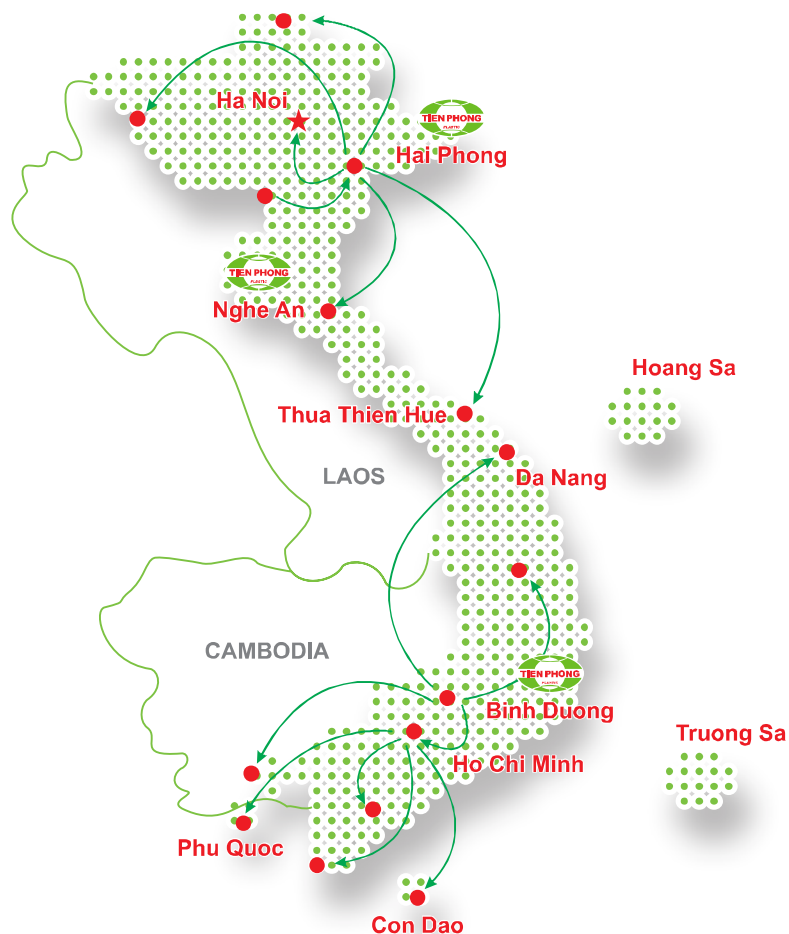 Ha Noi
TIEN PHONG
PLASTIC
Hai Phong
TIEN PHONG
PLASTIC
Nghe An
Hoang Sa
Thua Thien Hue
LAOS
Da Nang
CAMBODIA
TIEN PHONG
PLASTIC
Binh Duong
Truong Sa
Ho Chi Minh
Phu Quoc
Con Dao